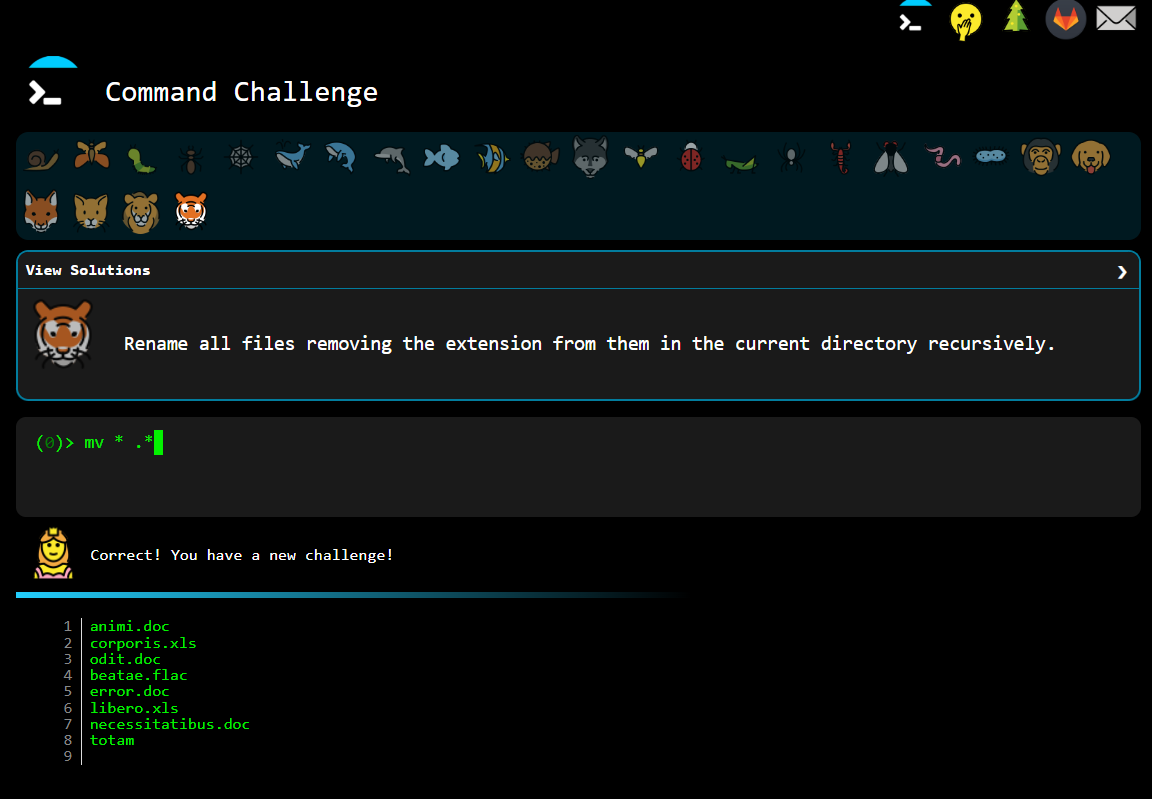 Command Challenge
View Solutions
Rename all files removing the extension from them in the current directory recursively.
(0)> mv * .*
Correct! You have a new challenge!
1 animi.doc
2 corporis.xls
3 odit.doc
4 beatae.flac
5 error.doc
6 libero.xls
7 necessitatibus.doc
8 totam
9